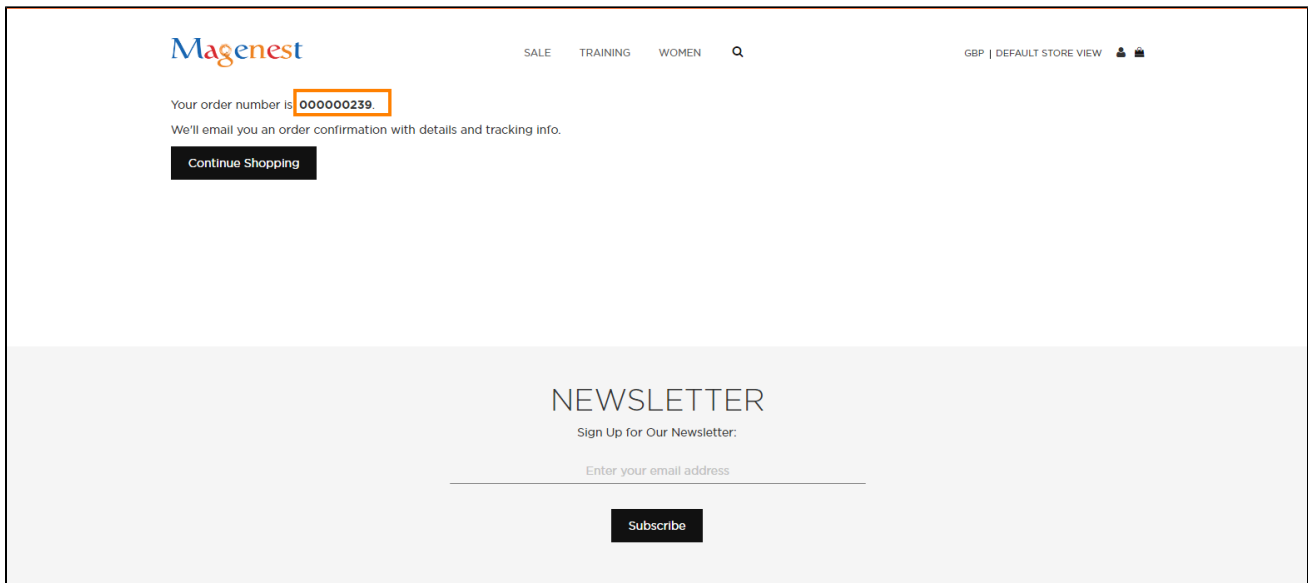 Magenest
SALE TRAINING WOMEN
GBP | DEFAULT STORE VIEW
Your order number is 000000239.
We'll email you an order confirmation with details and tracking info.
Continue Shopping
NEWSLETTER
Sign Up for Our Newsletter:
Enter your email address
Subscribe